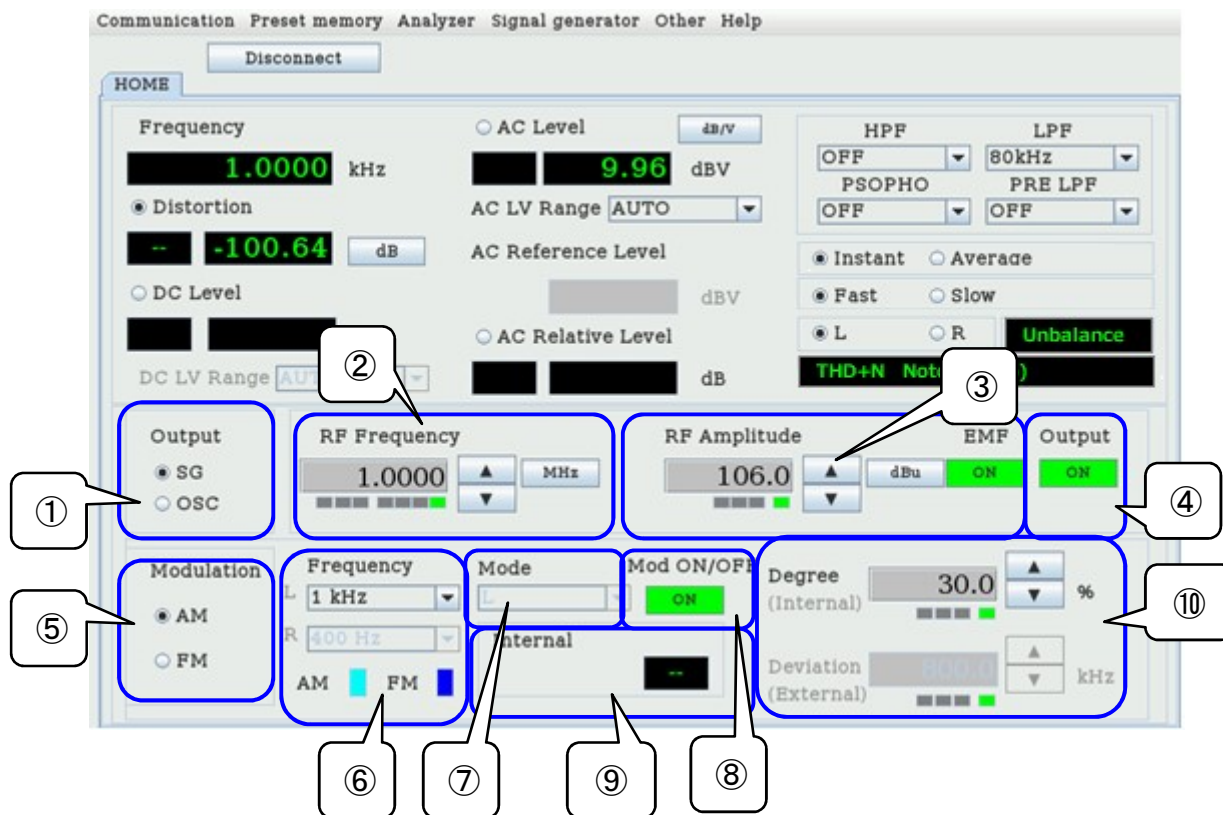 Communication Preset memory Analyzer Signal generator Other Help
Disconnect
HOME
Frequency
1.0000 kHz
Distortion
-- -100.64 dB
DC Level
DC LV Range
AC Level dB/V
9.96 dBV
AC LV Range AUTO
AC Reference Level
dBV
AC Relative Level
dB
HPF LPF
OFF 80kHz
PSOPHO PRE LPF
OFF OFF
Instant Average
Fast Slow
L R Unbalance
THD+N )
②
③
Output
SG
OSC
①
RF Frequency
1.0000 MHz
RF Amplitude EMF
106.0 dBu ON
Output
ON
④
Modulation
AM
FM
⑤
Frequency
L 1 kHz
R 400 Hz
AM FM
Mode
L
Mod ON/OFF
ON
Internal
--
Degree
(Internal)
30.0 %
Deviation
(External)
800.0 kHz
⑩
⑥
⑦
⑨
⑧